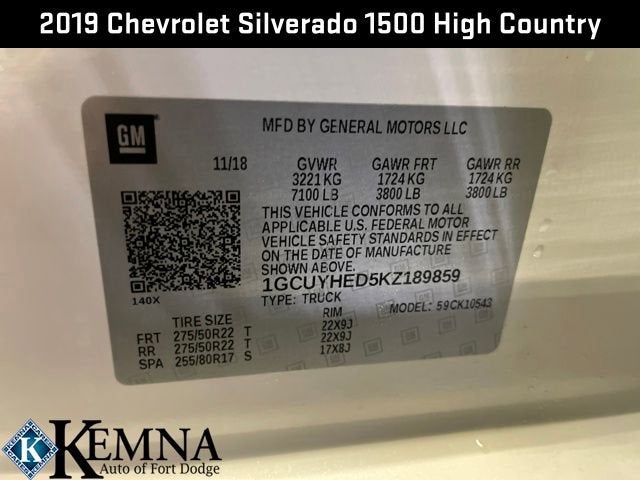 2019 Chevrolet Silverado 1500 High Country
GM
MFD BY GENERAL MOTORS LLC
11/18 GVWR GAWR FRT GAWR RR
3221 KG 1724 KG 1724 KG
7100 LB 3800 LB 3800 LB
THIS VEHICLE CONFORMS TO ALL
APPLICABLE U.S. FEDERAL MOTOR
VEHICLE SAFETY STANDARDS IN EFFECT
ON THE DATE OF MANUFACTURE
SHOWN ABOVE
1GCUYHED5KZ189859
140X
TYPE: TRUCK MODEL: 59CK10543
TIRE SIZE RIM
FRT 275/50R22 T 22X9J
RR 275/50R22 T 22X9J
SPA 255/80R17 S 17X8J
K KEMNA
Auto of Fort Dodge